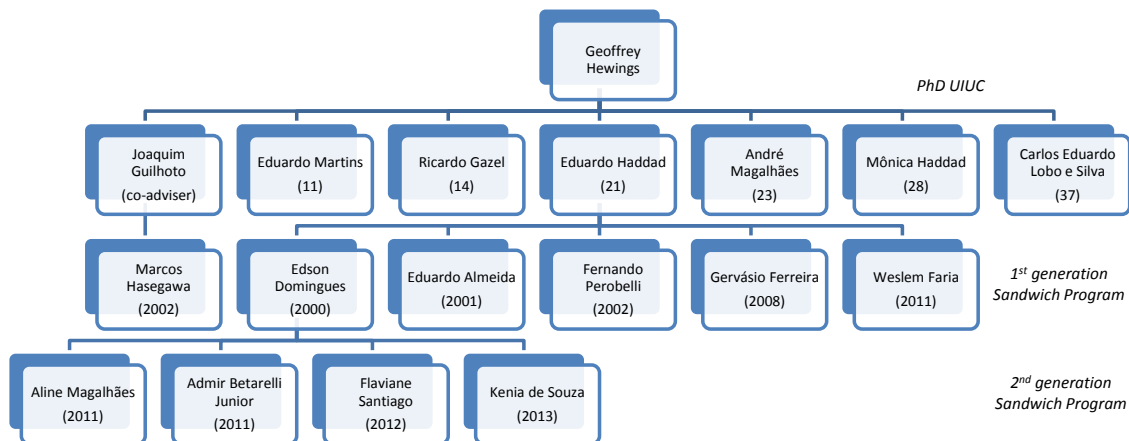 Geoffrey
Hewings
PhD UIUC
Joaquim
Guilhoto
(co-adviser)
Eduardo Martins
(11)
Ricardo Gazel
(14)
Eduardo Haddad
(21)
André
Magalhães
(23)
Mônica Haddad
(28)
Carlos Eduardo
Lobo e Silva
(37)
Marcos
Hasegawa
(2002)
Edson
Domingues
(2000)
Eduardo Almeida
(2001)
Fernando
Perobelli
(2002)
Gervásio Ferreira
(2008)
Weslem Faria
(2011)
1st generation
Sandwich Program
Aline Magalhães
(2011)
Admir Betarelli
Junior
(2011)
Flaviane
Santiago
(2012)
Kenia de Souza
(2013)
2nd generation
Sandwich Program